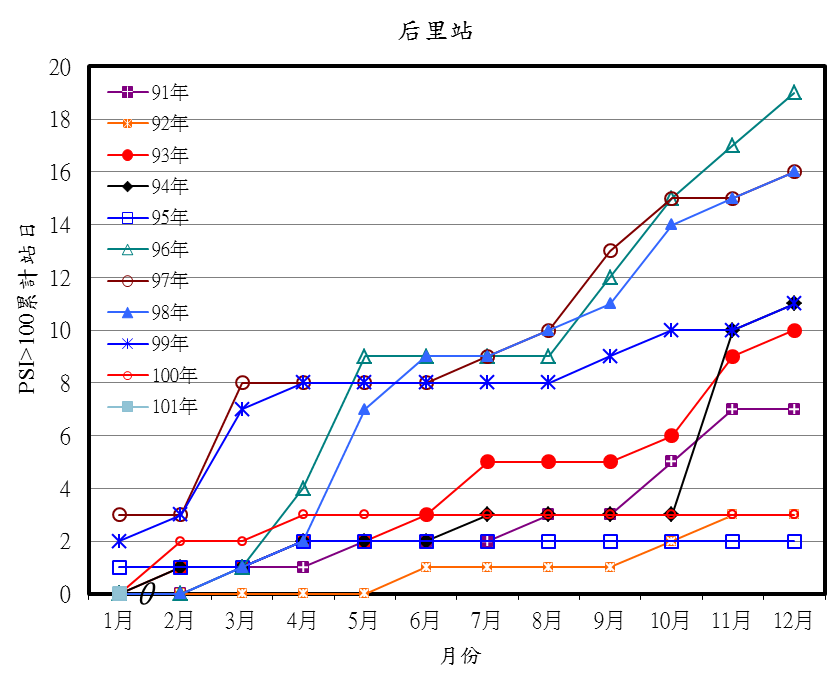 后里站
PSI>100累計站日
20
18
16
14
12
10
8
6
4
2
0
91年
92年
93年
94年
95年
96年
97年
98年
99年
100年
101年
0
1月 2月 3月 4月 5月 6月 7月 8月 9月 10月 11月 12月
月份